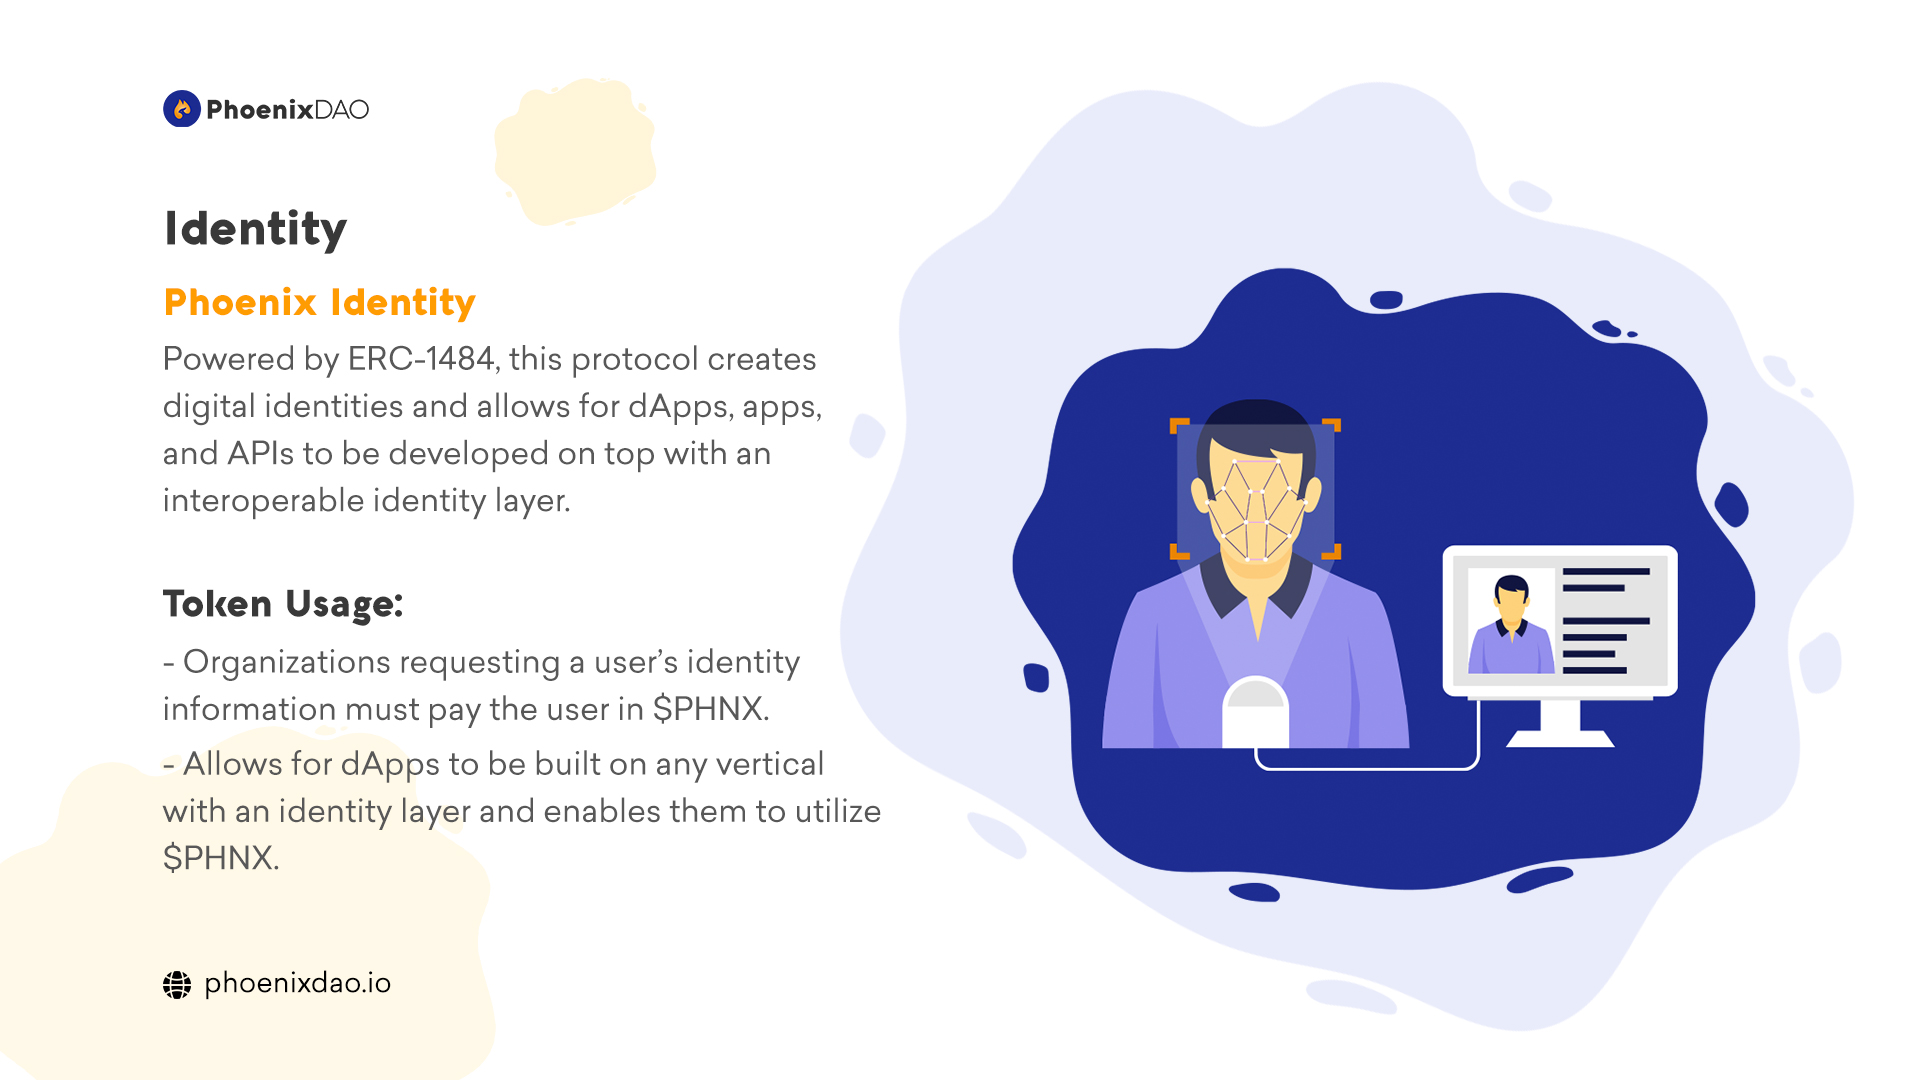 PhoenixDAO
Identity
Phoenix Identity
Powered by ERC-1484, this protocol creates
digital identities and allows for dApps, apps,
and APIs to be developed on top with an
interoperable identity layer.
Token Usage:
- Organizations requesting a user’s identity
information must pay the user in $PHNX.
- Allows for dApps to be built on any vertical
with an identity layer and enables them to utilize
$PHNX.
phoenixdao.io